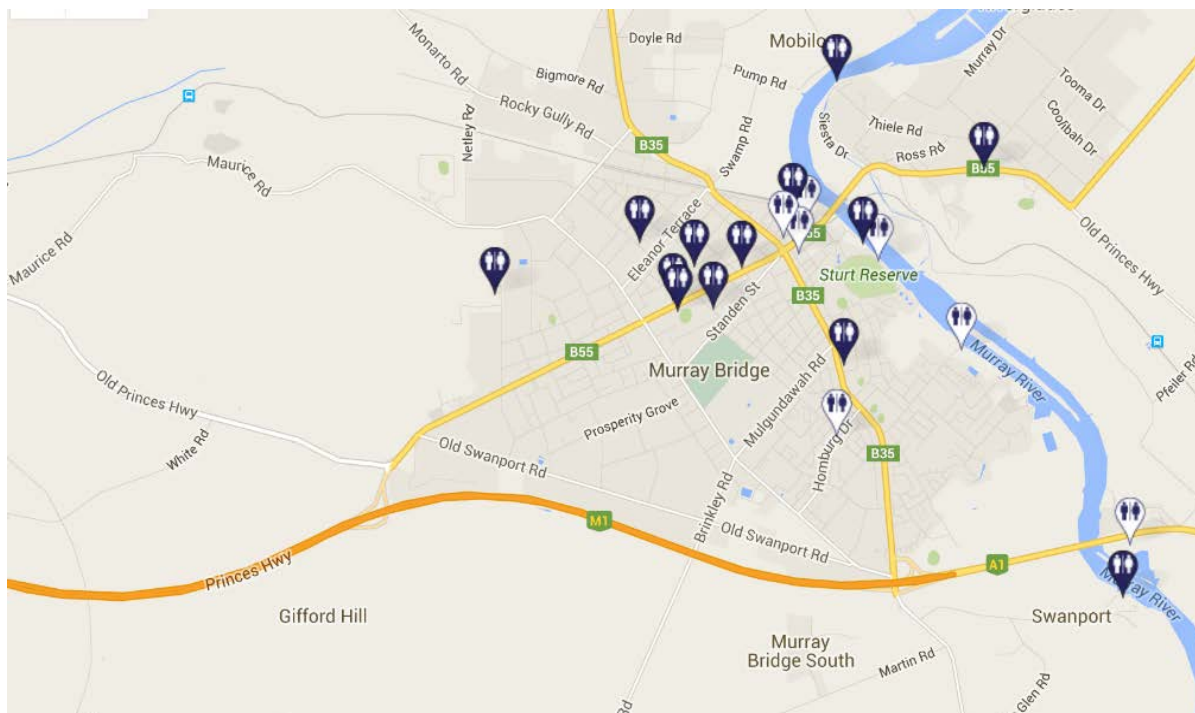 Doyle Rd
Monarto Rd
Bigmore Rd
Rocky Gully Rd
Netley Rd
Maurice Rd
Maurice Rd
B35
Swamp Rd
Pump Rd
Siesta Dr
Thiele Rd
Ross Rd
Murray Dr
Tooma Dr
Coolibah Dr
B55
Old Princes Hwy
Eleanor Terrace
Standen St
Sturt Reserve
B35
B55
Murray Bridge
Murray River
Pfeiler Rd
Old Princes Hwy
White Rd
Prosperity Grove
Mulgundawah Rd
Homburg Dr
B35
Old Swanport Rd
Brinkley Rd
M1
Old Swanport Rd
Princes Hwy
A1
Murray River
Gifford Hill
Swanport
Murray
Bridge South
Martin Rd
Glen Rd
Rd